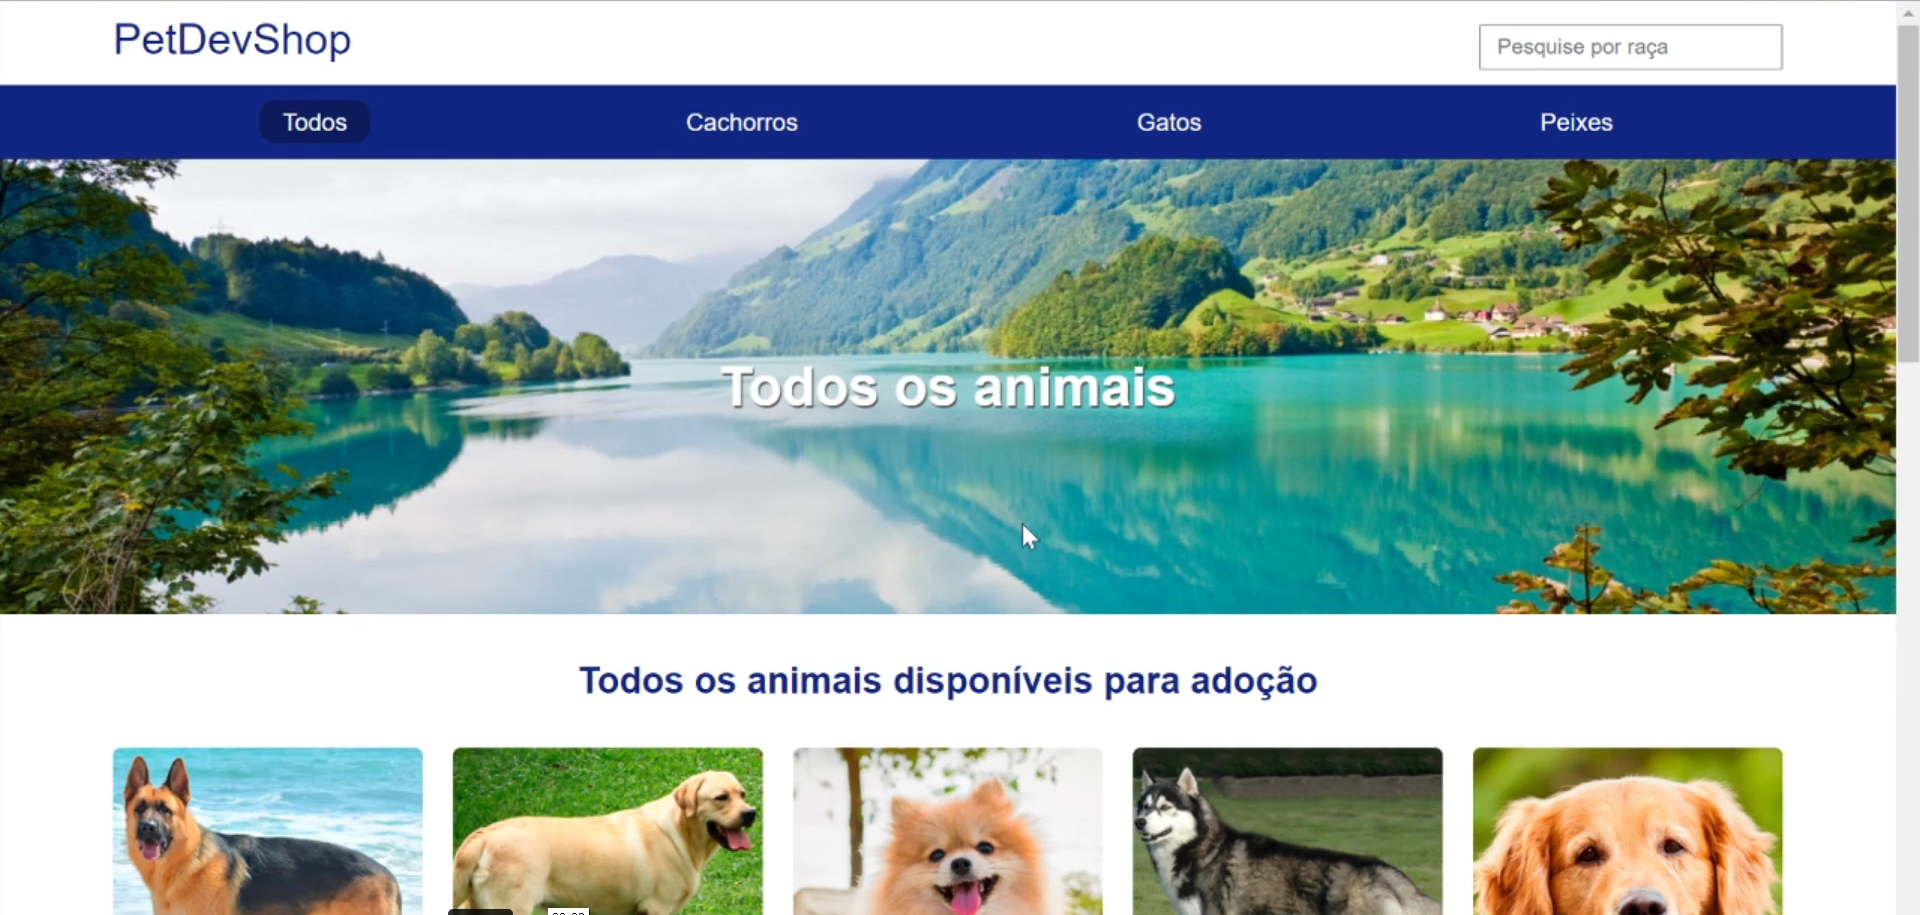 PetDevShop
Pesquise por raça
Todos
Cachorros
Gatos
Peixes
Todos os animais
Todos os animais disponíveis para adoção